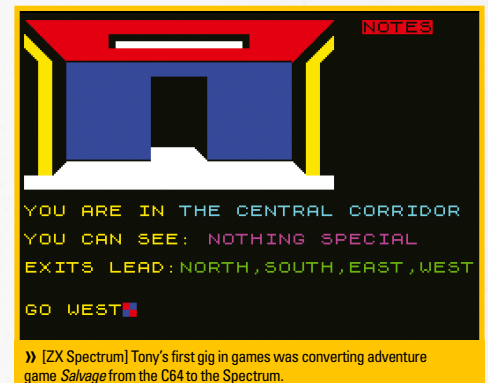 NOTES
YOU ARE IN THE CENTRAL CORRIDOR
YOU CAN SEE: NOTHING SPECIAL
EXITS LEAD:NORTH,SOUTH,EAST,WEST
GO WEST
» [ZX Spectrum] Tony's first gig in games was converting adventure
game Salvage from the C64 to the Spectrum.